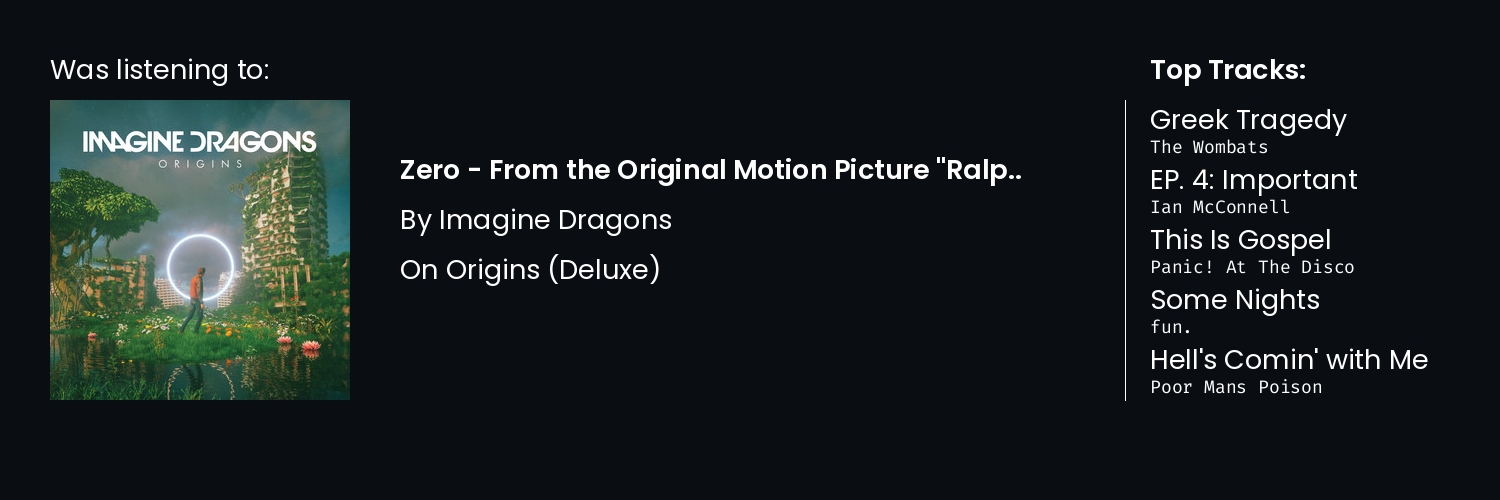 Was listening to:
IMAGINE DRAGONS
ORIGINS
Zero - From the Original Motion Picture "Ralp..
By Imagine Dragons
On Origins (Deluxe)
Top Tracks:
Greek Tragedy
The Wombats
EP. 4: Important
Ian McConnell
This Is Gospel
Panic! At The Disco
Some Nights
fun.
Hell's Comin' with Me
Poor Mans Poison